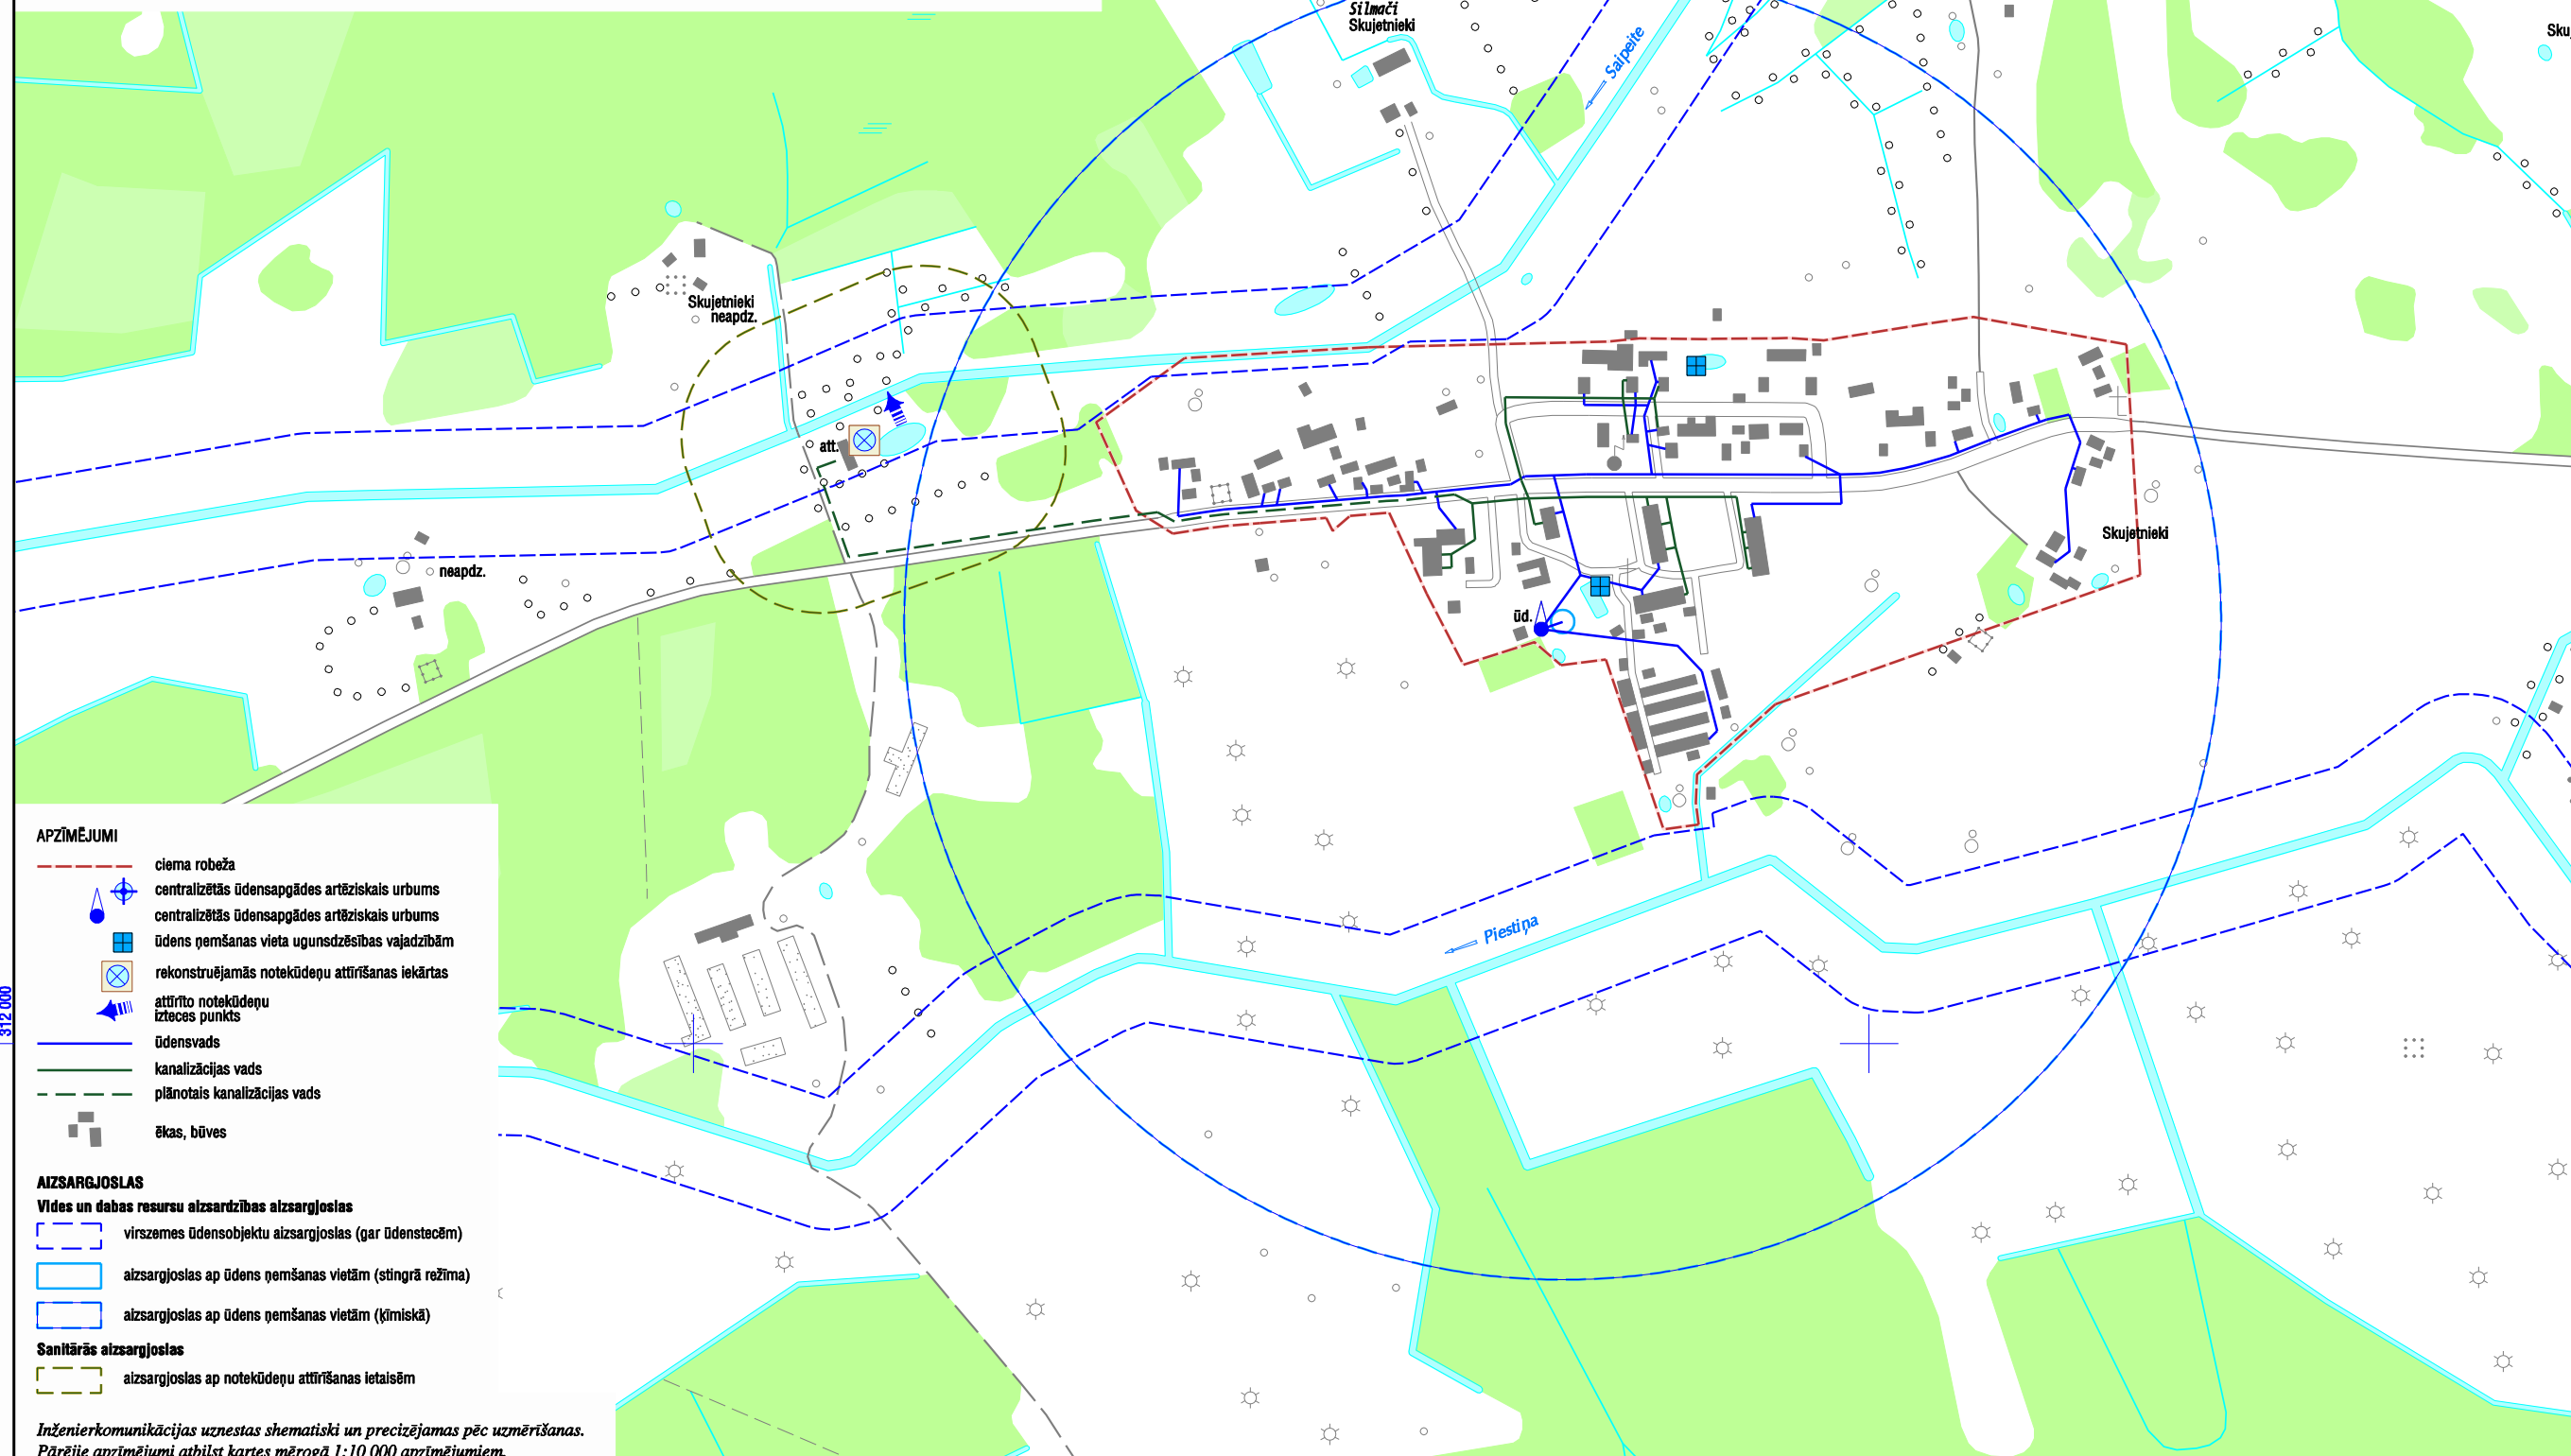 Silmači
Skujetnieki
Saipeite
Skujetnieki
neapdz.
att.
neapdz.
Skujetnieki
ūd.
Piestiņa
312 000
APZĪMĒJUMI
ciema robeža
centralizētās ūdensapgādes artēziskais urbums
centralizētās ūdensapgādes artēziskais urbums
ūdens ņemšanas vieta ugunsdzēsības vajadzībām
rekonstruējamās notekūdeņu attīrīšanas iekārtas
attīrīto notekūdeņu
izteces punkts
ūdensvads
kanalizācijas vads
plānotais kanalizācijas vads
ēkas, būves
AIZSARGJOSLAS
Vides un dabas resursu aizsardzības aizsargjoslas
virszemes ūdensobjektu aizsargjoslas (gar ūdenstecēm)
aizsargjoslas ap ūdens ņemšanas vietām (stingrā režīma)
aizsargjoslas ap ūdens ņemšanas vietām (ķīmiskā)
Sanitārās aizsargjoslas
aizsargjoslas ap notekūdeņu attīrīšanas ietaisēm
Inženierkomunikācijas uznestas shematiski un precizējamas pēc uzmērīšanas.
Pārējie apzīmējumi atbilst kartes mērogā 1:10 000 apzīmējumiem.